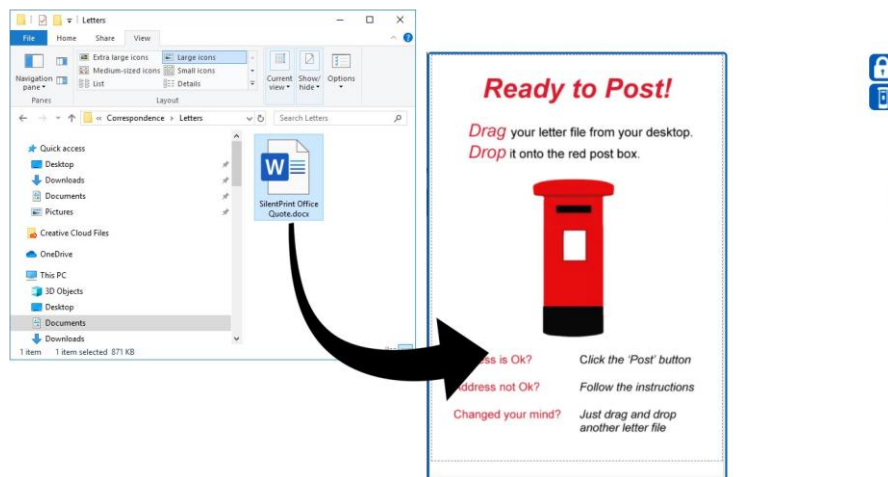 Letters
File Home Share View
Navigation pane
Extra large icons Large icons
Medium-sized icons Small icons
List Details
Current view
Show/ hide
Options
Panes Layout
« Correspondence > Letters
Search Letters
Quick access
Desktop
Downloads
Documents
Pictures
Creative Cloud Files
OneDrive
This PC
3D Objects
Desktop
Documents
Downloads
1 item 1 item selected 871 KB
W
SilentPrint Office
Quote.docx
Ready to Post!
Drag your letter file from your desktop.
Drop it onto the red post box.
is Ok? Click the 'Post' button
Address not Ok? Follow the instructions
Changed your mind? Just drag and drop
another letter file